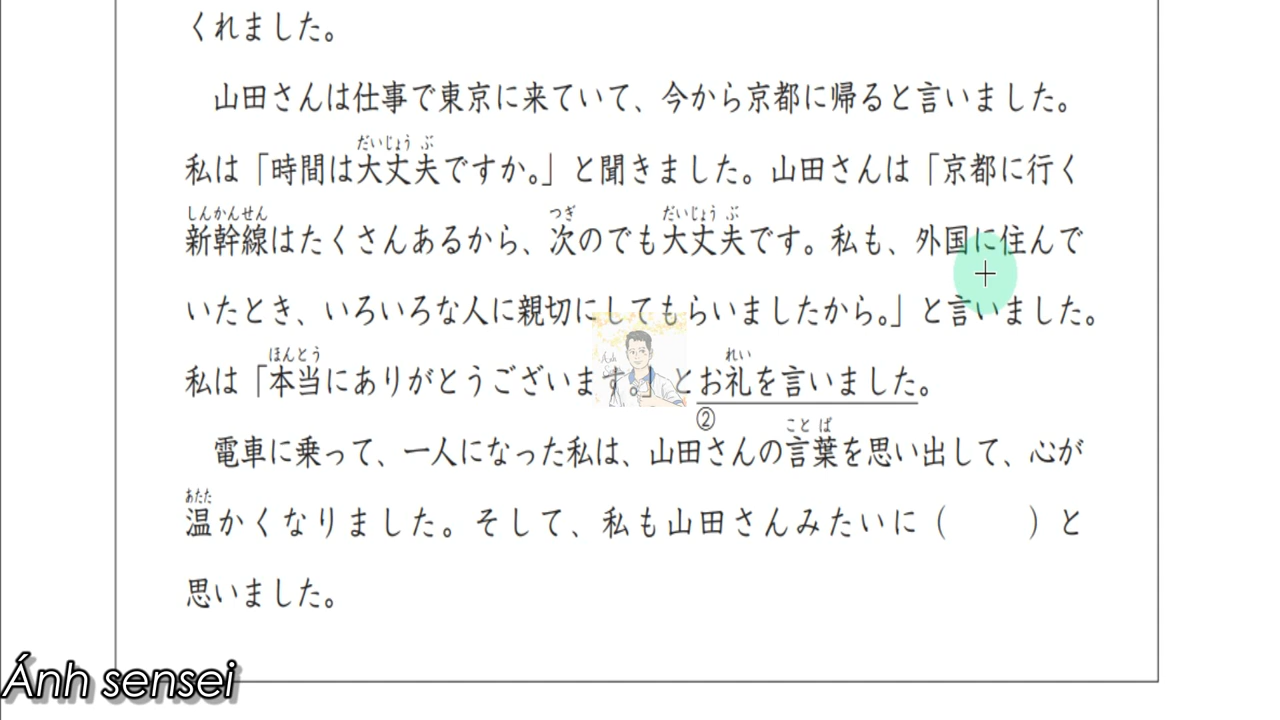 くれました。
山田さんは仕事で東京に来ていて、今から京都に帰ると言いました。
だいじょうぶ
私は「時間は大丈夫ですか。」と聞きました。山田さんは「京都に行く
しんかんせん つぎ だいじょうぶ
新幹線はたくさんあるから、次のでも大丈夫です。私も、外国に住んで
いたとき、いろいろな人に親切にしてもらいましたから。」と言いました。
ほんとう れい
私は「本当にありがとうございます。」とお礼を言いました。
②
ことば
電車に乗って、一人になった私は、山田さんの言葉を思い出して、心が
あたた
温かくなりました。そして、私も山田さんみたいに（　　）と
思いました。
Ánh sensei